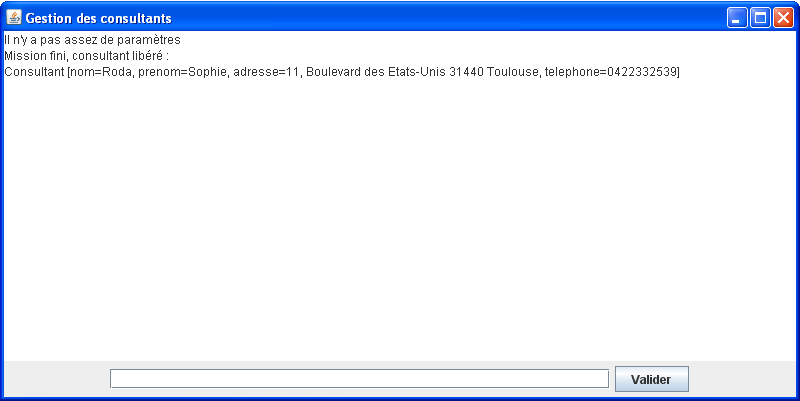 Gestion des consultants
Il n'y a pas assez de paramètres
Mission fini, consultant libéré :
Consultant [nom=Roda, prenom=Sophie, adresse=11, Boulevard des Etats-Unis 31440 Toulouse, telephone=0422332539]
Valider